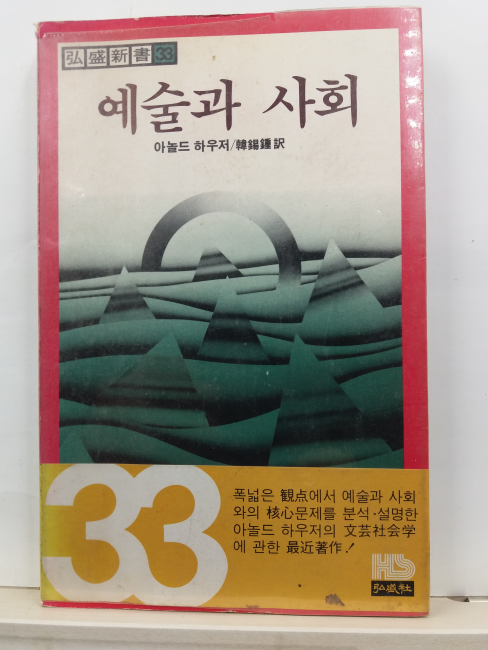 弘盛新書 33
예술과 사회
아놀드 하우저/韓錫鍾 訳
33
폭넓은 観点에서 예술과 사회
와의 核心문제를 분석·설명한
아놀드 하우저의 文芸社会学
에 관한 最近著作!
HS
弘盛社